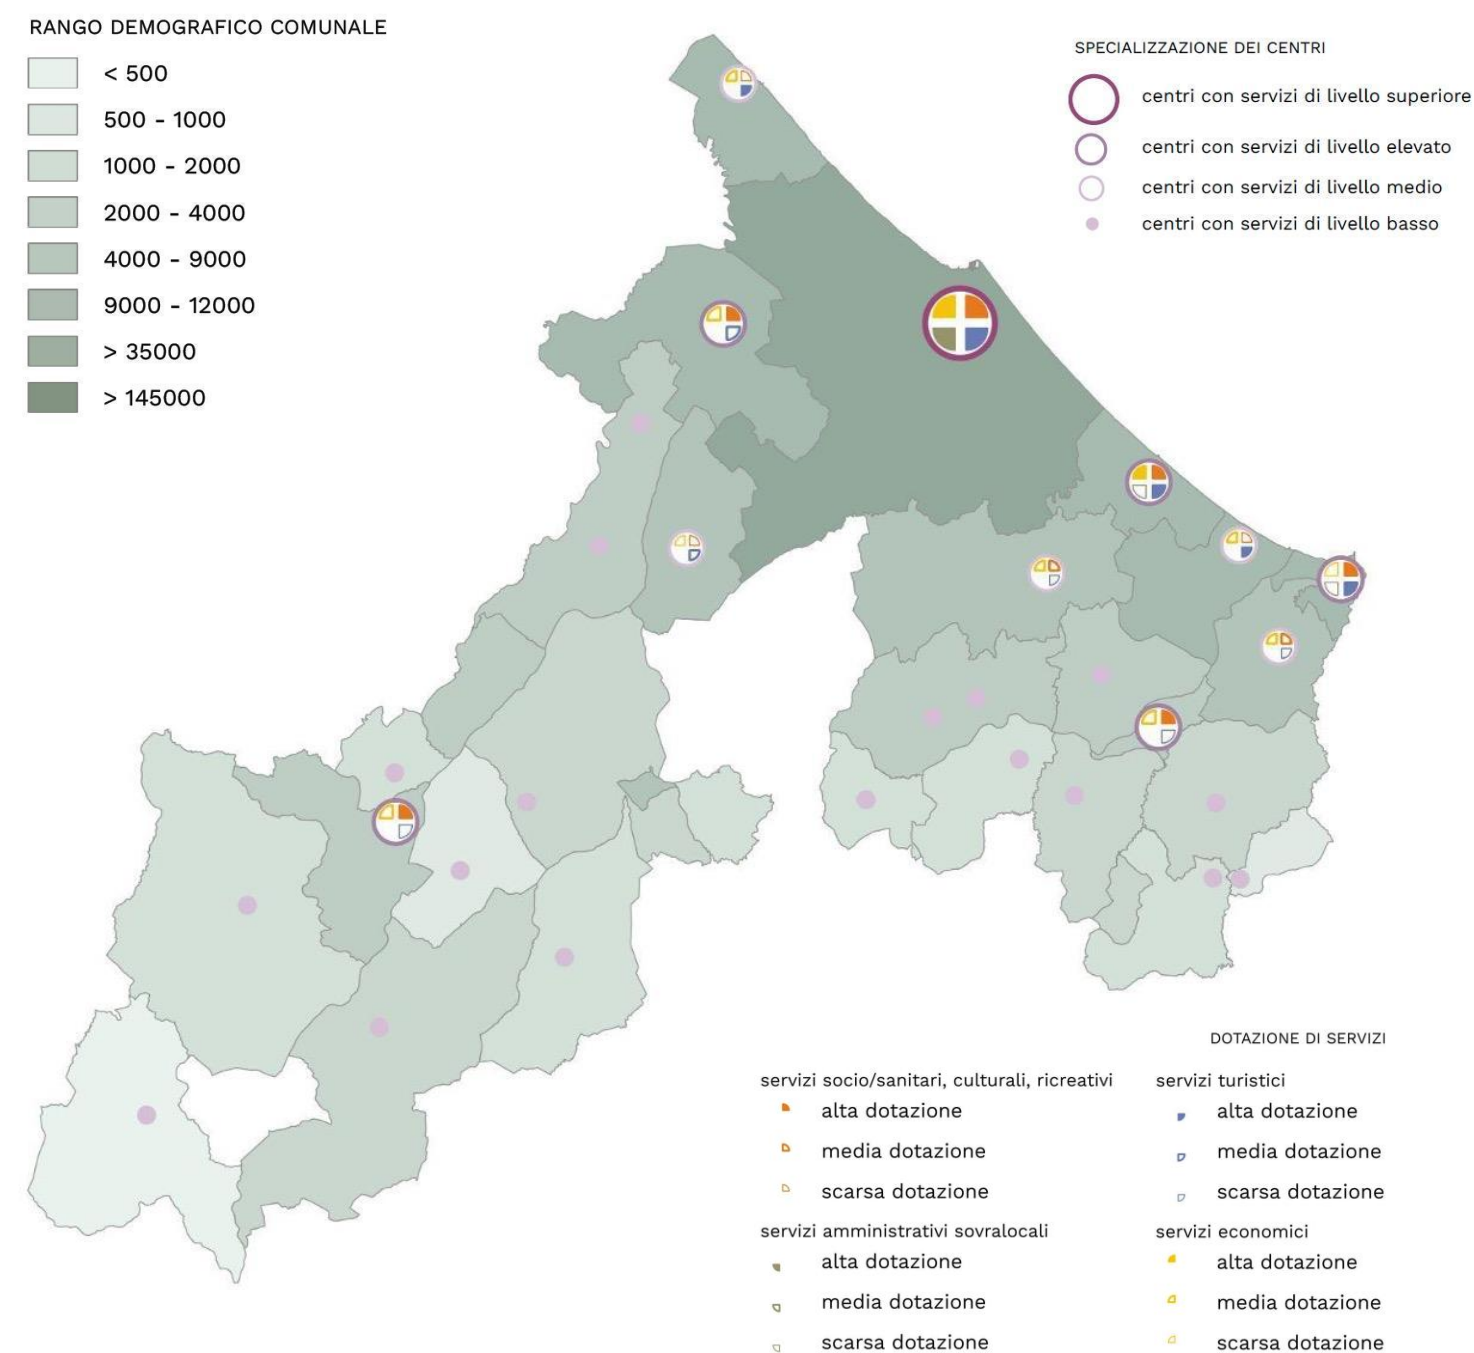 RANGO DEMOGRAFICO COMUNALE
< 500
500 - 1000
1000 - 2000
2000 - 4000
4000 - 9000
9000 - 12000
> 35000
> 145000
SPECIALIZZAZIONE DEI CENTRI
centri con servizi di livello superiore
centri con servizi di livello elevato
centri con servizi di livello medio
centri con servizi di livello basso
DOTAZIONE DI SERVIZI
servizi socio/sanitari, culturali, ricreativi
alta dotazione
media dotazione
scarsa dotazione
servizi amministrativi sovralocali
alta dotazione
media dotazione
scarsa dotazione
servizi turistici
alta dotazione
media dotazione
scarsa dotazione
servizi economici
alta dotazione
media dotazione
scarsa dotazione